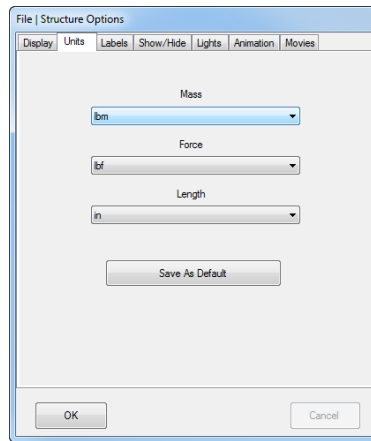 File | Structure Options
Display Units Labels Show/Hide Lights Animation Movies
Mass
lbm
Force
lbf
Length
in
Save As Default
OK Cancel